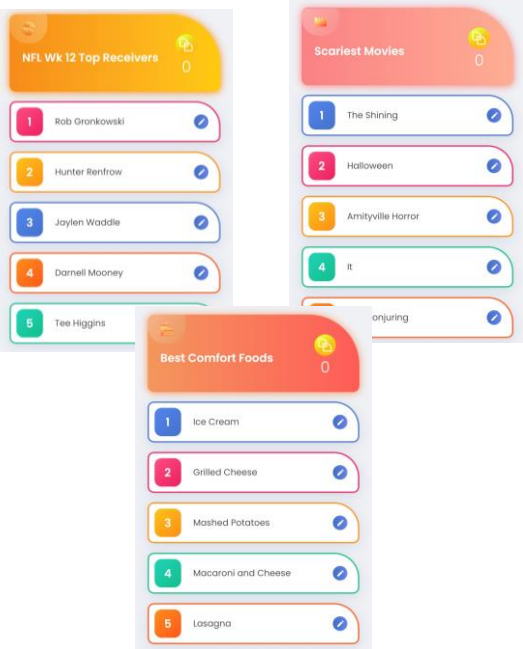 NFL Wk 12 Top Receivers
0
1 Rob Gronkowski
2 Hunter Renfrow
3 Jaylen Waddle
4 Darnell Mooney
5 Tee Higgins
Scariest Movies
0
1 The Shining
2 Halloween
3 Amityville Horror
4 It
onjuring
Best Comfort Foods
0
1 Ice Cream
2 Grilled Cheese
3 Mashed Potatoes
4 Macaroni and Cheese
5 Lasagna